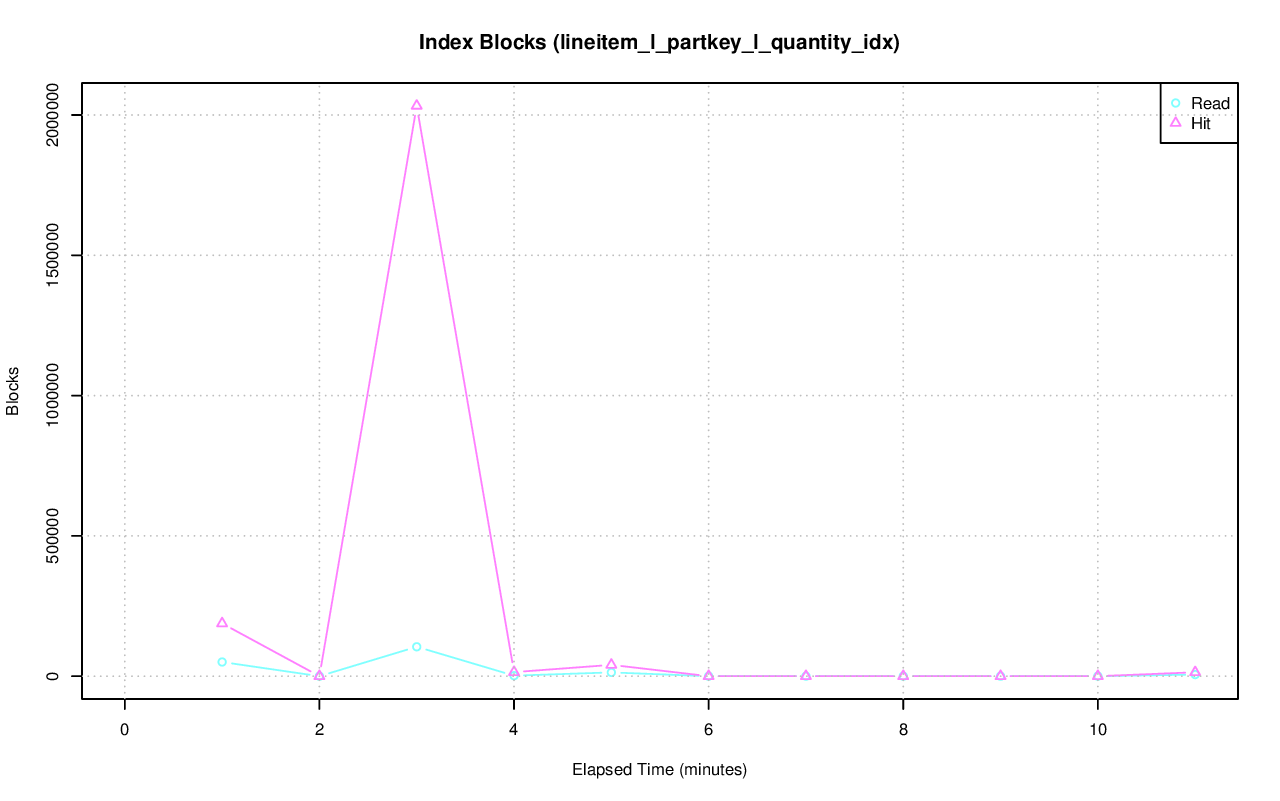 Index Blocks (lineitem_l_partkey_l_quantity_idx)
Read
Hit
Blocks
2000000
1500000
1000000
500000
0
0 2 4 6 8 10
Elapsed Time (minutes)